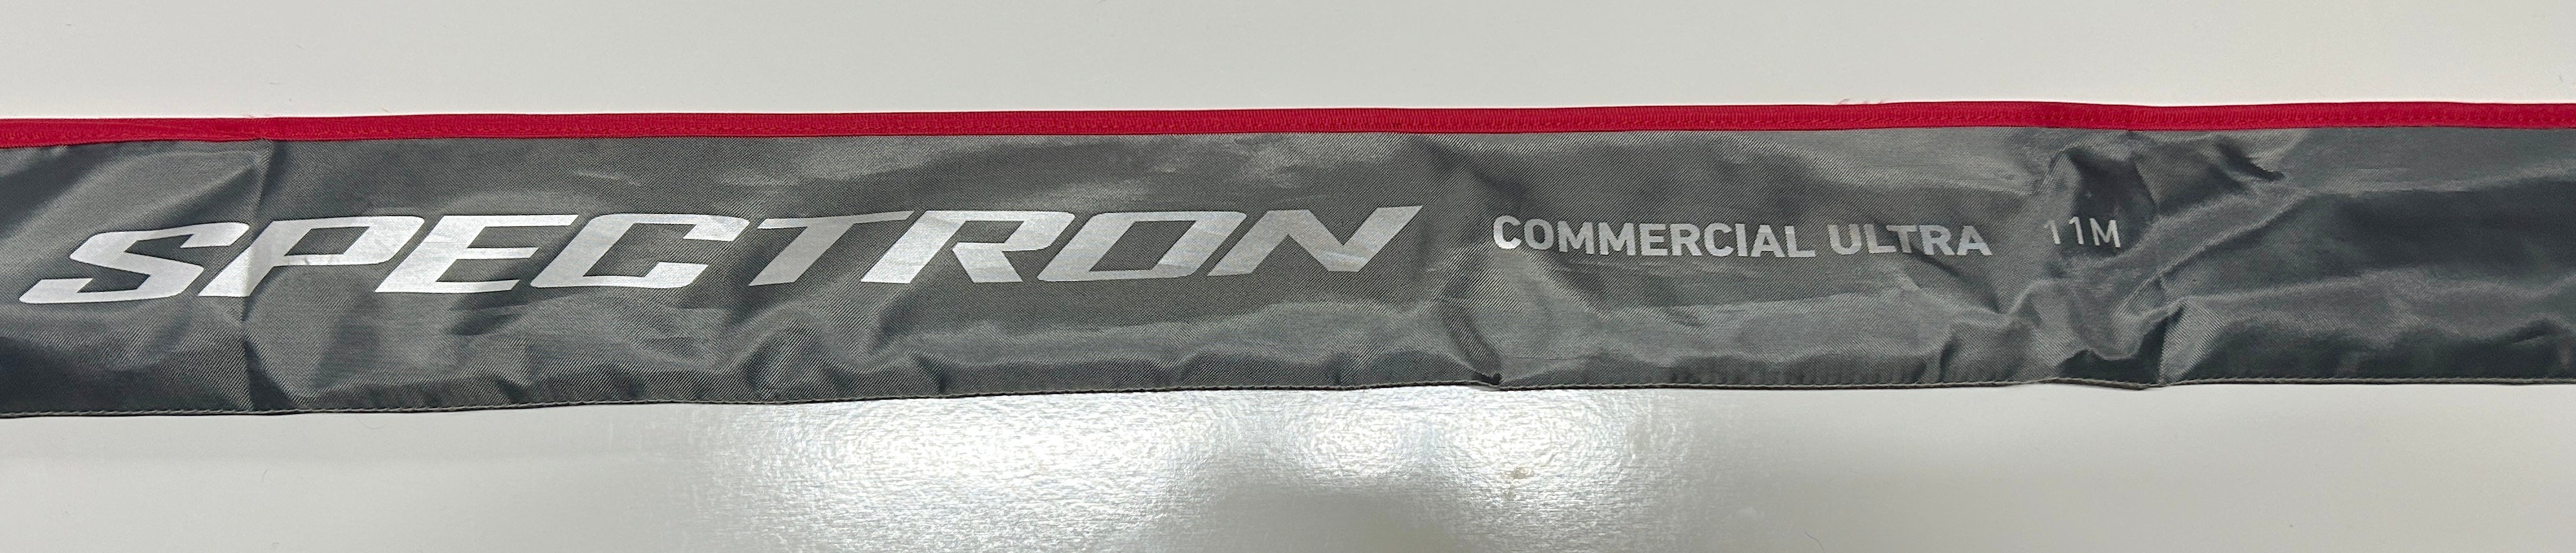 SPECTRON COMMERCIAL ULTRA 11M